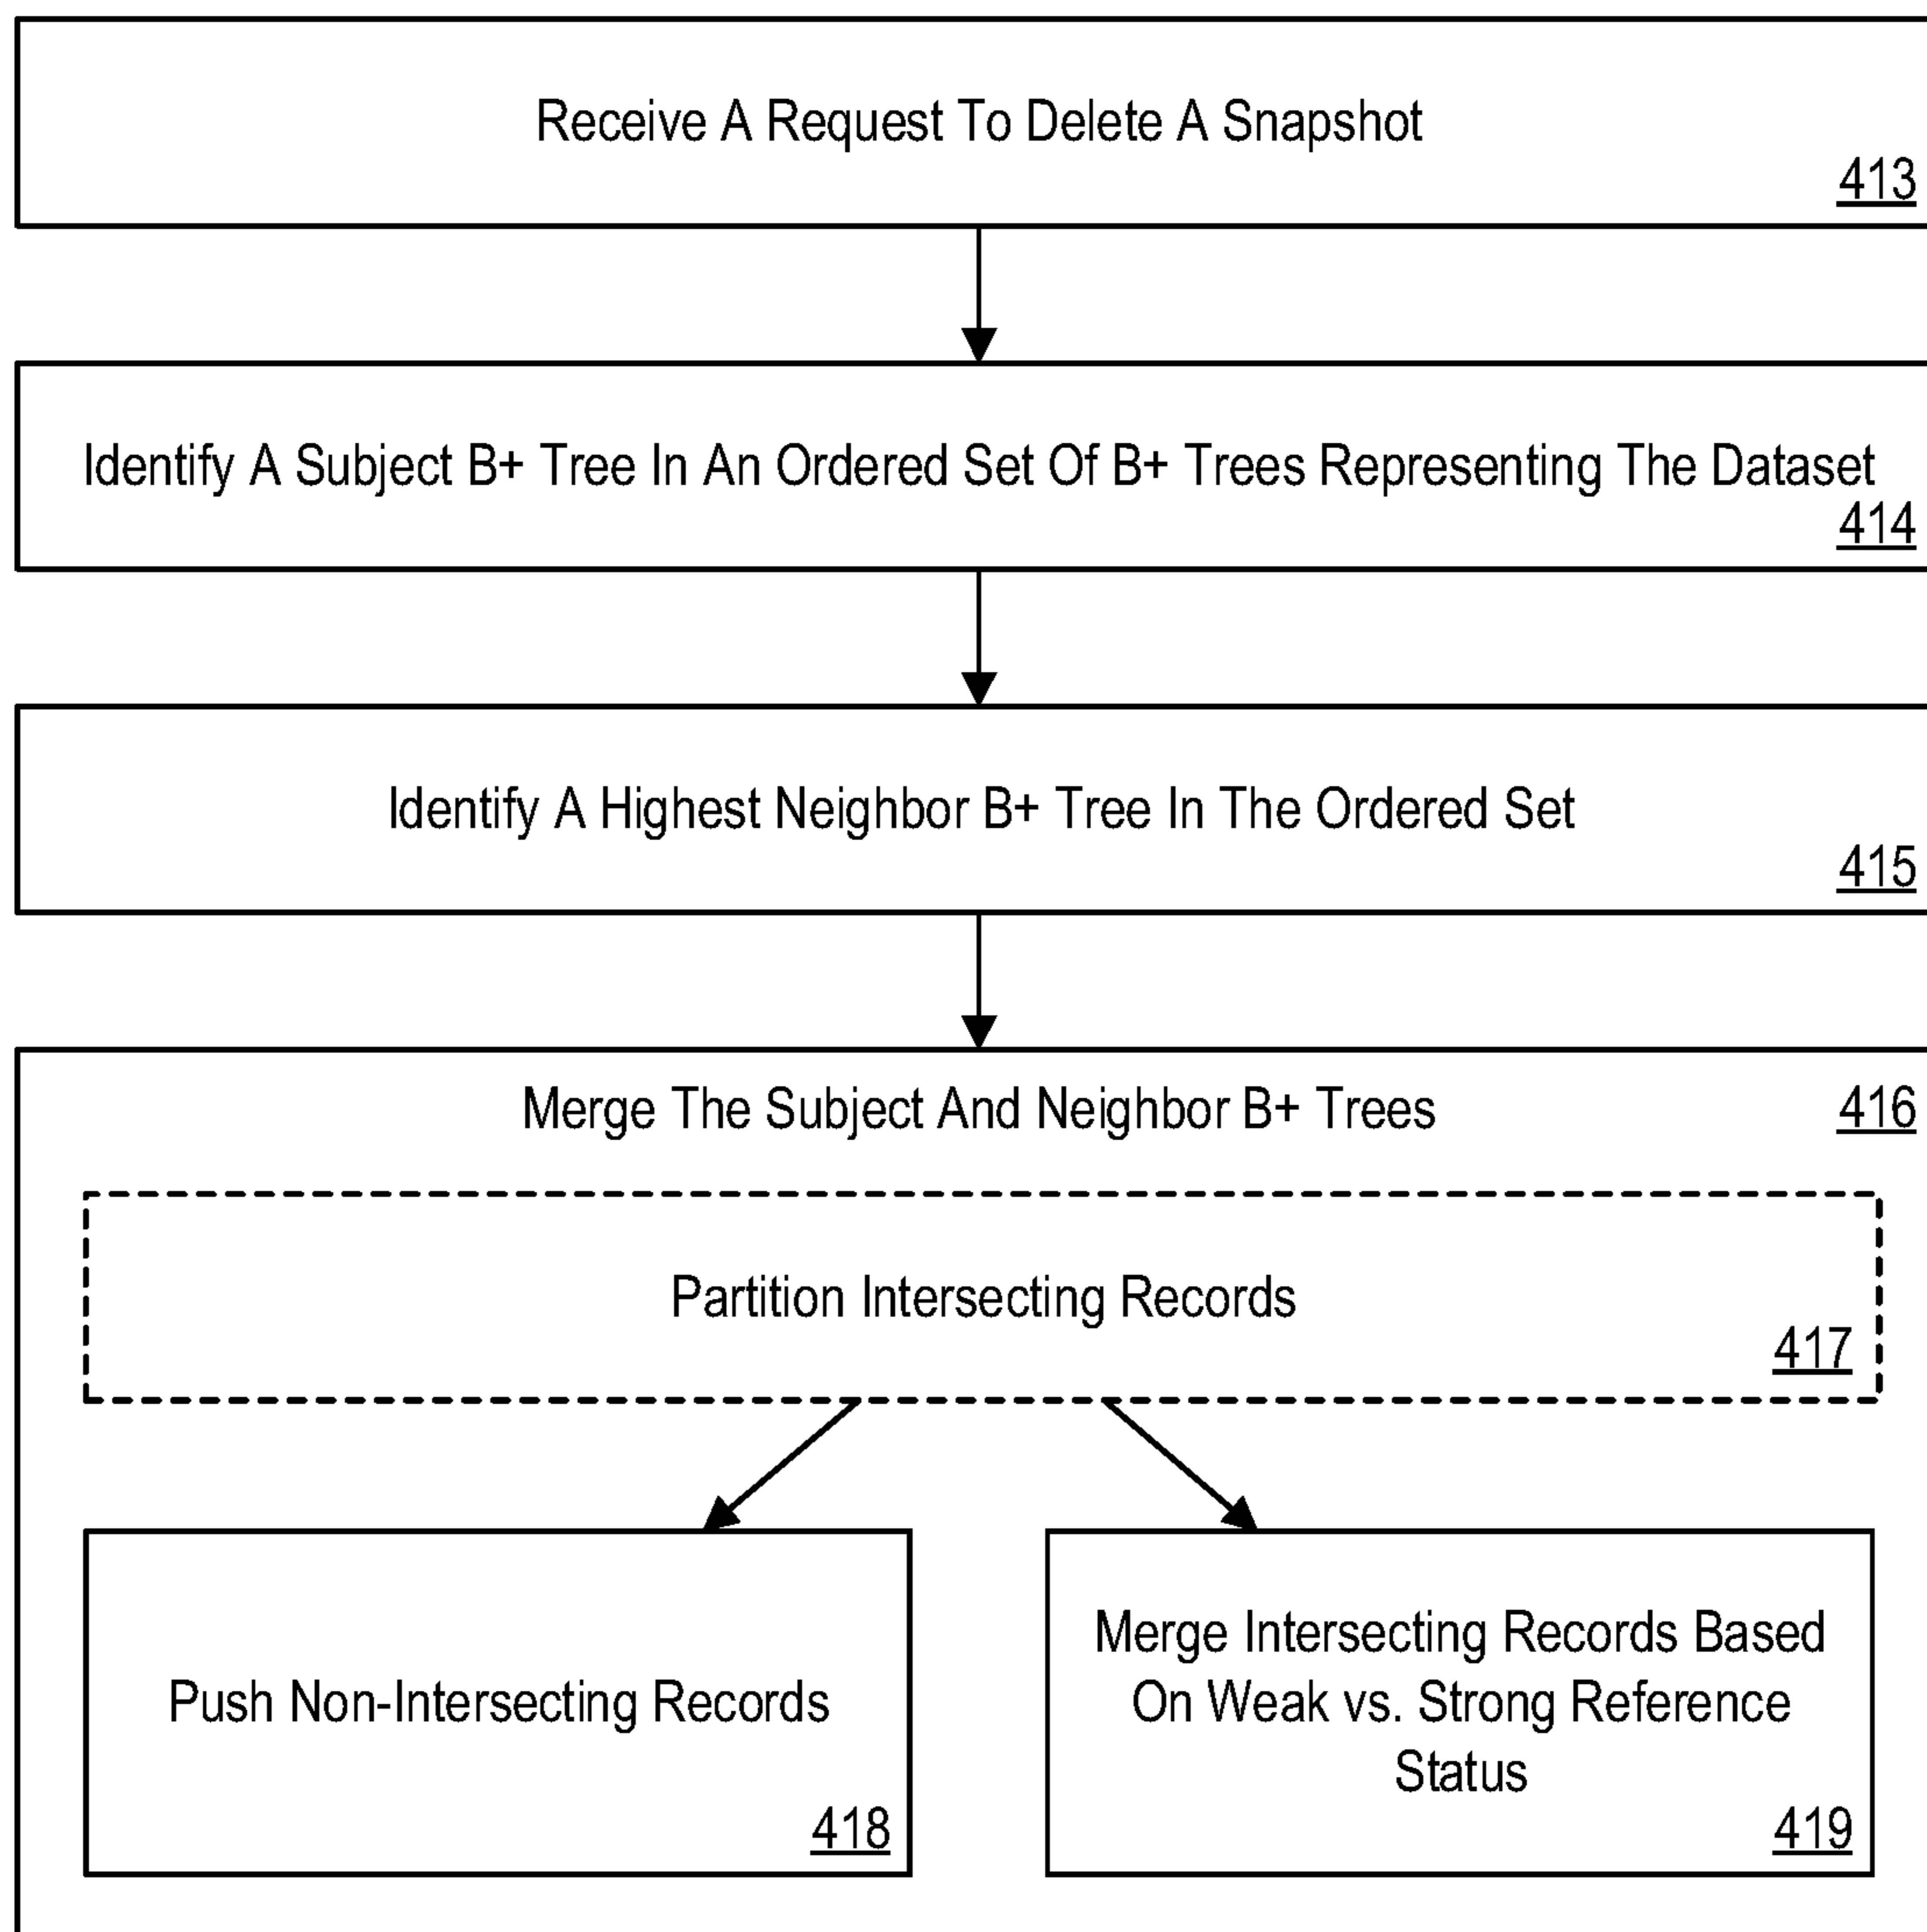 Receive A Request To Delete A Snapshot
413
Identify A Subject B+ Tree In An Ordered Set Of B+ Trees Representing The Dataset
414
Identify A Highest Neighbor B+ Tree In The Ordered Set
415
Merge The Subject And Neighbor B+ Trees
416
Partition Intersecting Records
417
Push Non-Intersecting Records
418
Merge Intersecting Records Based
On Weak vs. Strong Reference
Status
419